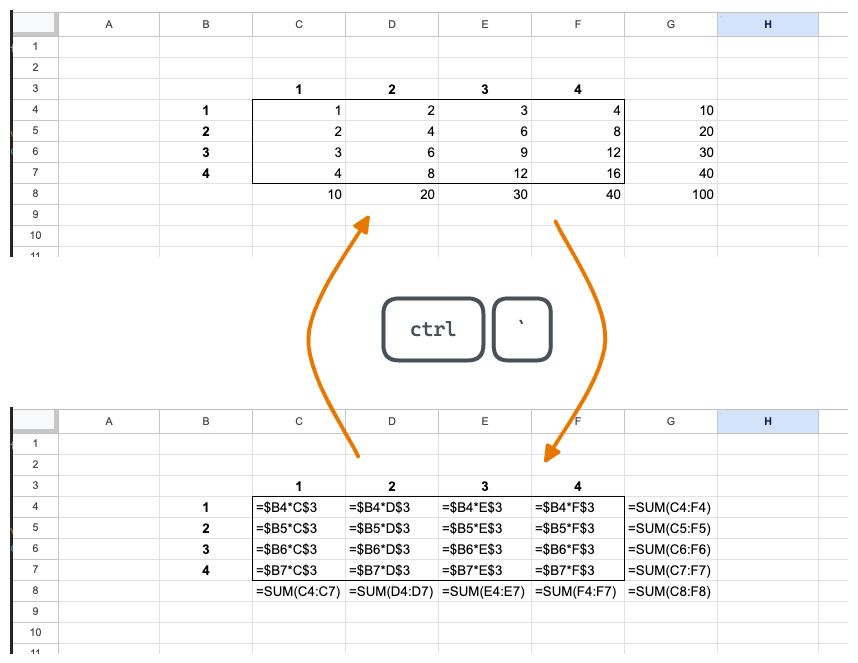 A B C D E F G H
1
2
3 1 2 3 4
4 1 1 2 3 4 10
5 2 2 4 6 8 20
6 3 3 6 9 12 30
7 4 4 8 12 16 40
8 10 20 30 40 100
9
10
11
ctrl `
A B C D E F G H
1
2
3 1 2 3 4
4 1 =$B4*C$3 =$B4*D$3 =$B4*E$3 =$B4*F$3 =SUM(C4:F4)
5 2 =$B5*C$3 =$B5*D$3 =$B5*E$3 =$B5*F$3 =SUM(C5:F5)
6 3 =$B6*C$3 =$B6*D$3 =$B6*E$3 =$B6*F$3 =SUM(C6:F6)
7 4 =$B7*C$3 =$B7*D$3 =$B7*E$3 =$B7*F$3 =SUM(C7:F7)
8 =SUM(C4:C7) =SUM(D4:D7) =SUM(E4:E7) =SUM(F4:F7) =SUM(C8:F8)
9
10
11